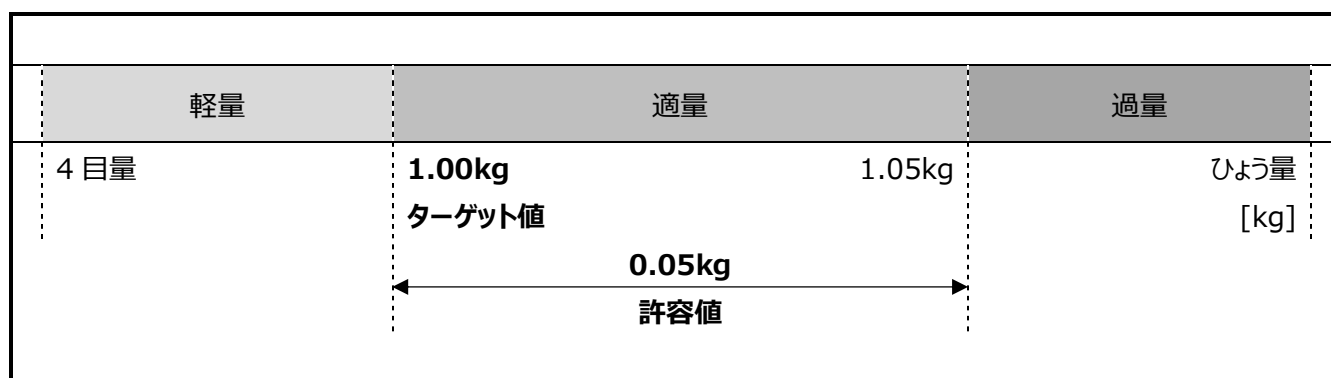 軽量 適量 過量
4 目量 1.00kg 1.05kg ひょう量
ターゲット値 [kg]
0.05kg
許容値